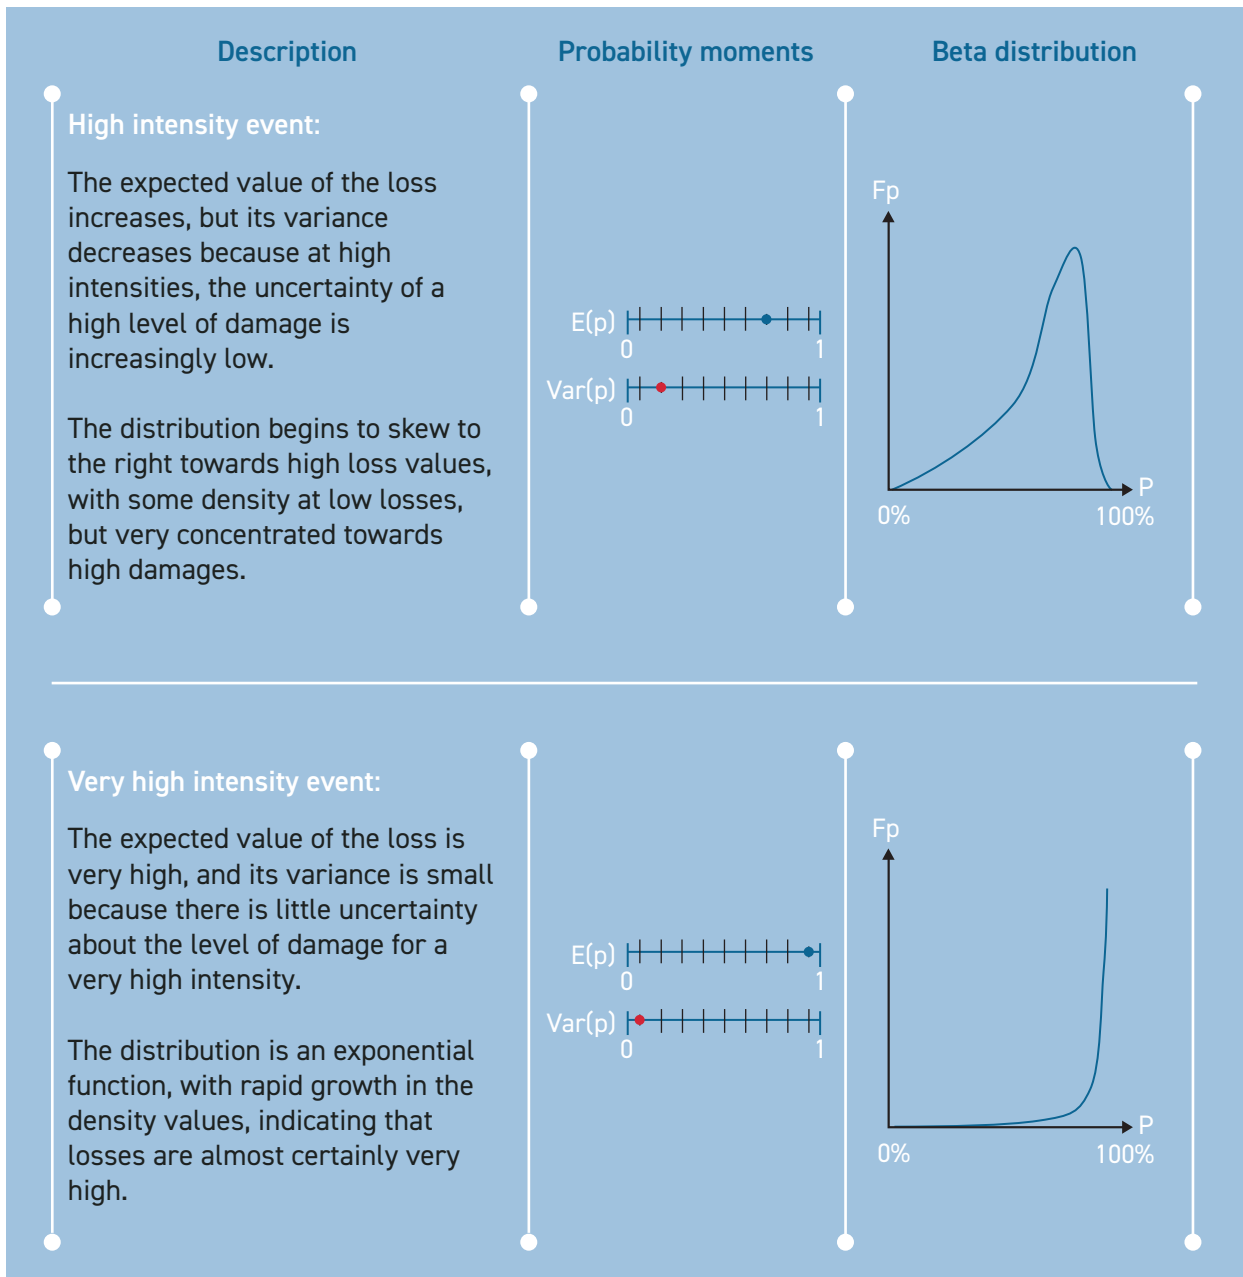 Description
Probability moments
Beta distribution
High intensity event:
The expected value of the loss
increases, but its variance
decreases because at high
intensities, the uncertainty of a
high level of damage is
increasingly low.
The distribution begins to skew to
the right towards high loss values,
with some density at low losses,
but very concentrated towards
high damages.
E(p)
0
1
Var(p)
0
1
Fp
P
0%
100%
Very high intensity event:
The expected value of the loss is
very high, and its variance is small
because there is little uncertainty
about the level of damage for a
very high intensity.
The distribution is an exponential
function, with rapid growth in the
density values, indicating that
losses are almost certainly very
high.
E(p)
0
1
Var(p)
0
1
Fp
P
0%
100%